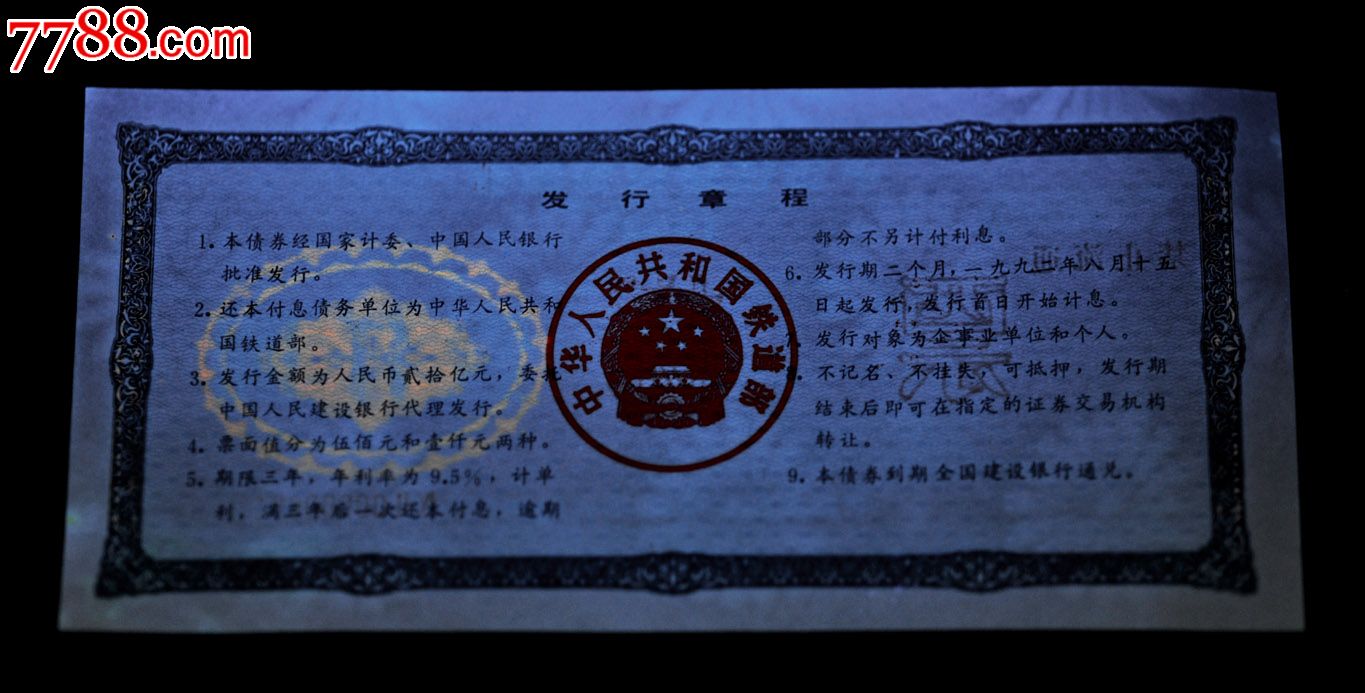 7788.com
发行章程
1. 本债券经国家计委、中国人民银行
批准发行。
2. 还本付息债务单位为中华人民共和
国铁道部。
3. 发行金额为人民币贰拾亿元，委托
中国人民建设银行代理发行。
4. 票面值分为伍佰元和壹仟元两种。
5. 期限三年，年利率为9.5%，计单
利，满三年后一次还本付息，逾期
中华人民共和国铁道部
部分不另计付利息。
6. 发行期二个月，一九九一年八月十五
日起发行，发行首日开始计息。
发行对象为企事业单位和个人。
不记名、不挂失，可抵押，发行期
结束后即可在指定的证券交易机构
转让。
9. 本债券到期全国建设银行通兑。